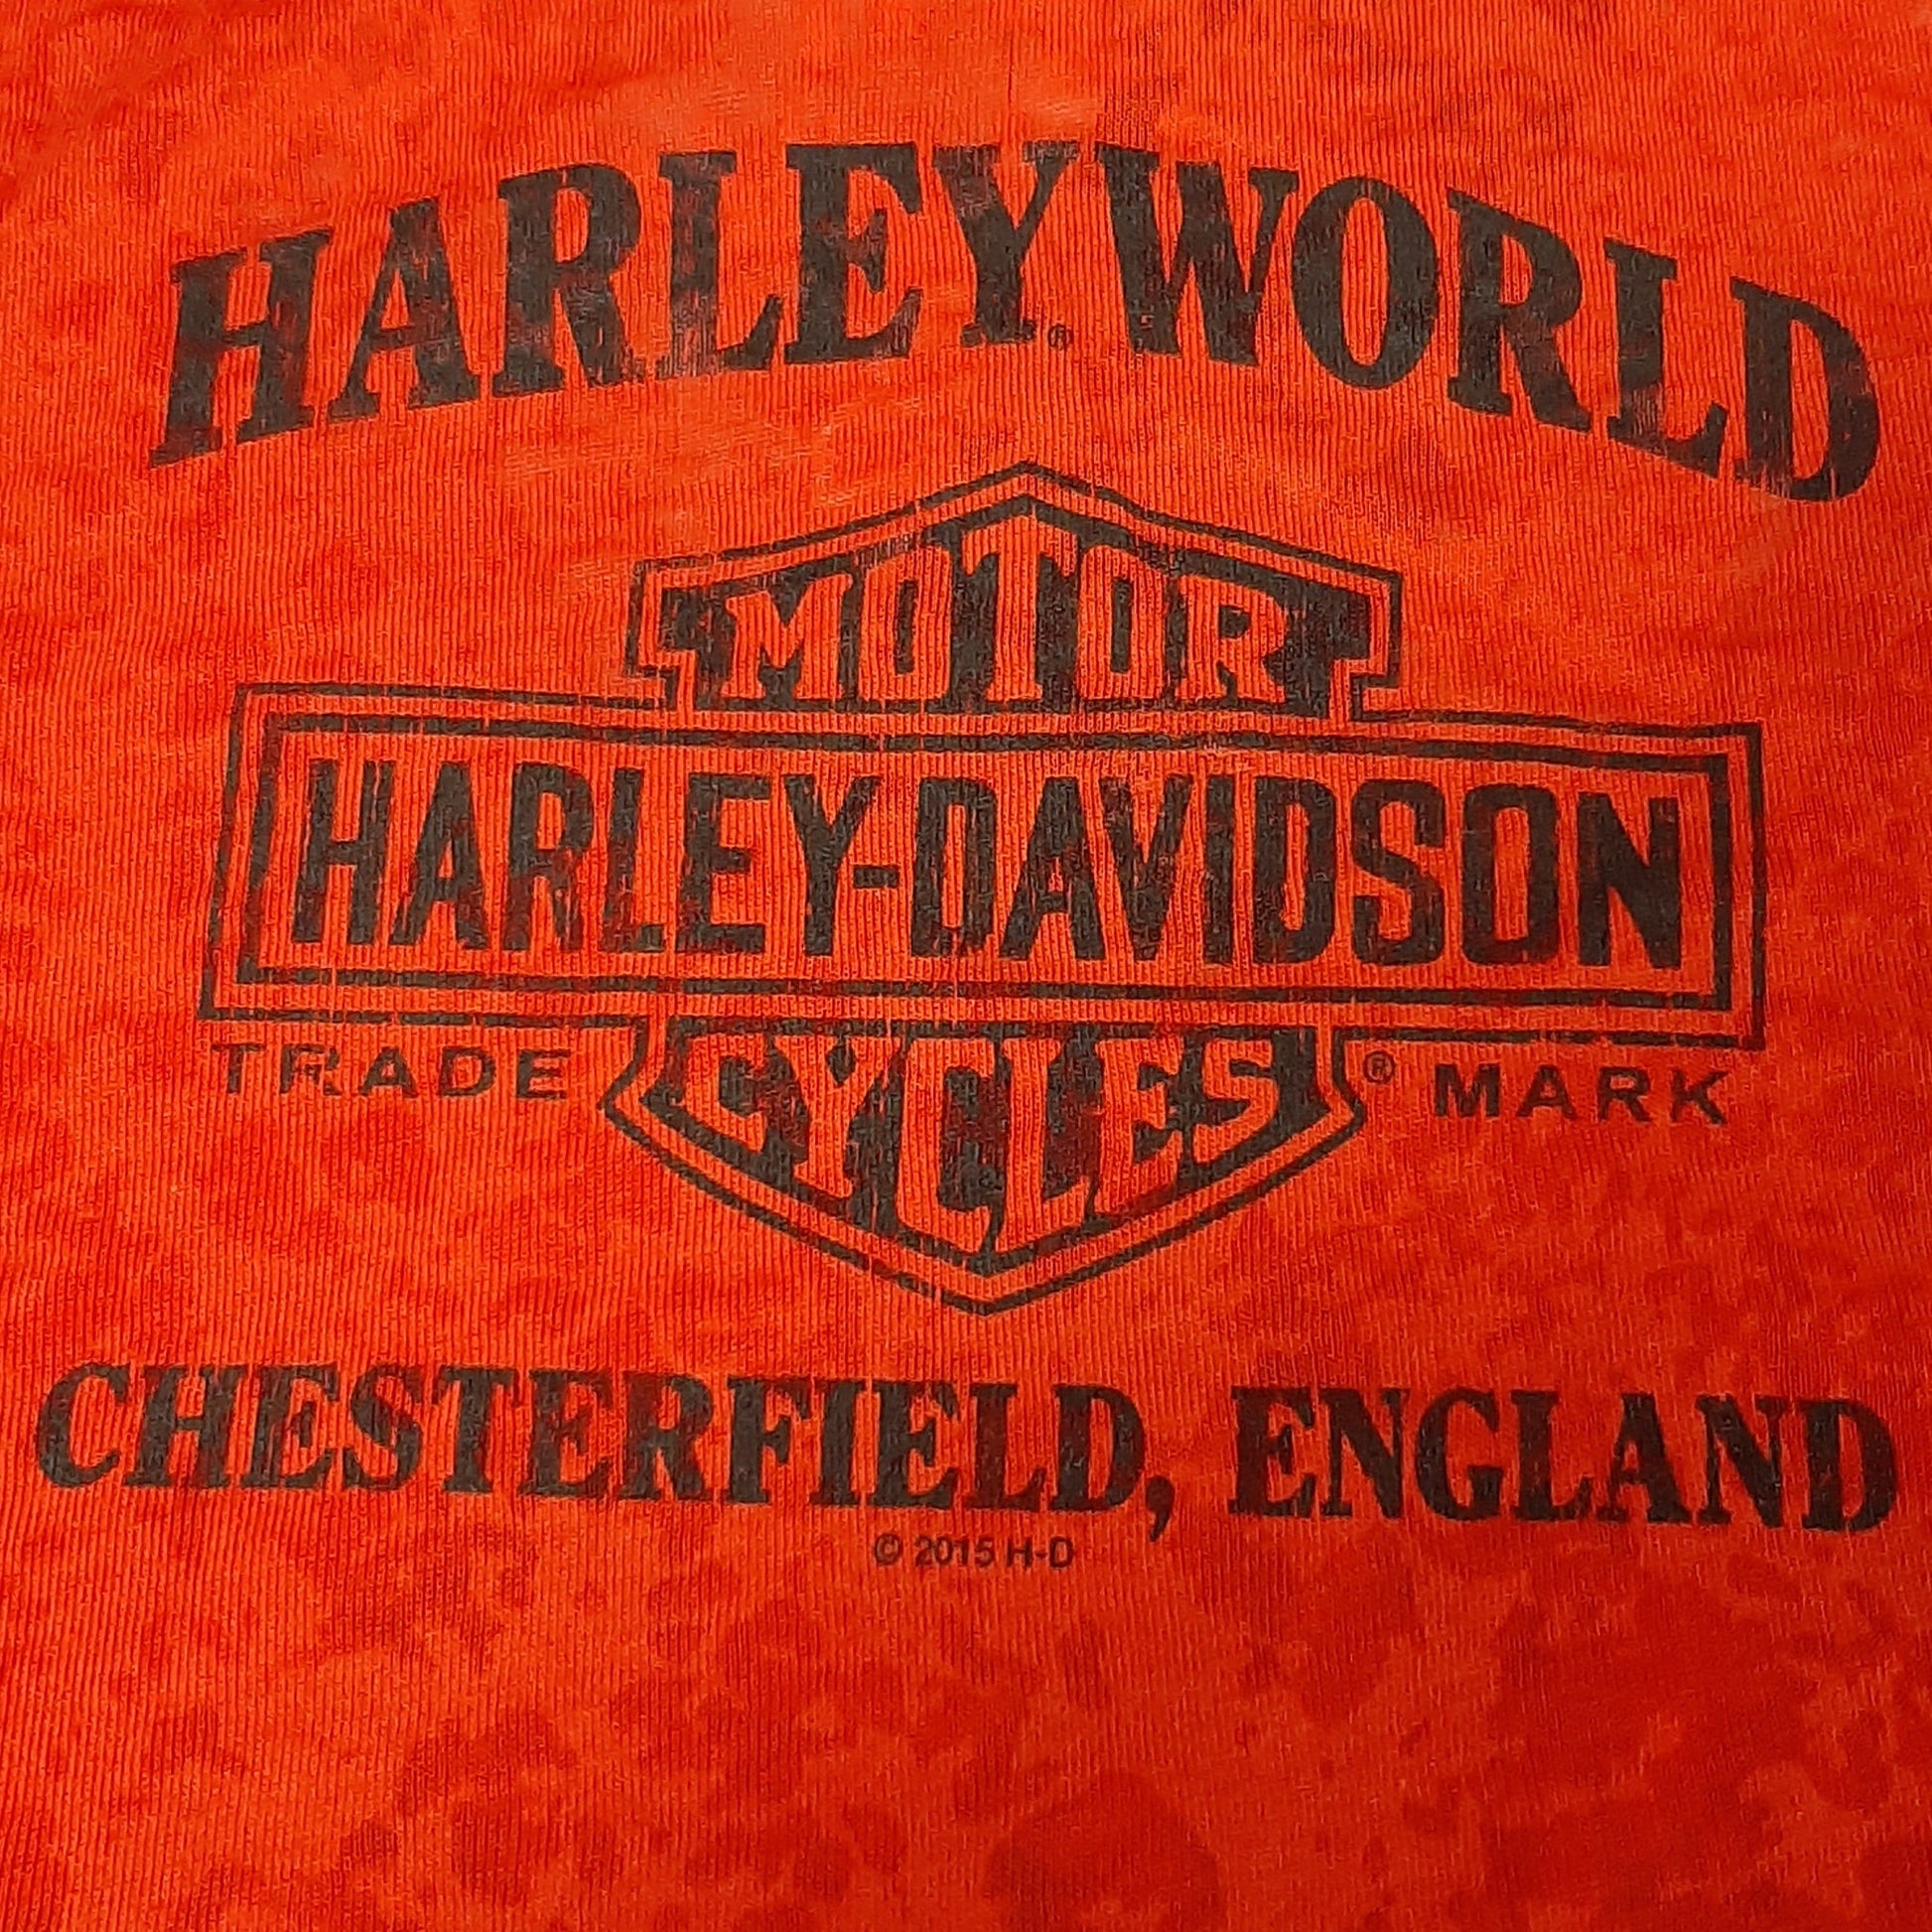 HARLEY®WORLD
MOTOR
HARLEY-DAVIDSON
CYCLES
TRADE ® MARK
CHESTERFIELD, ENGLAND
© 2015 H-D